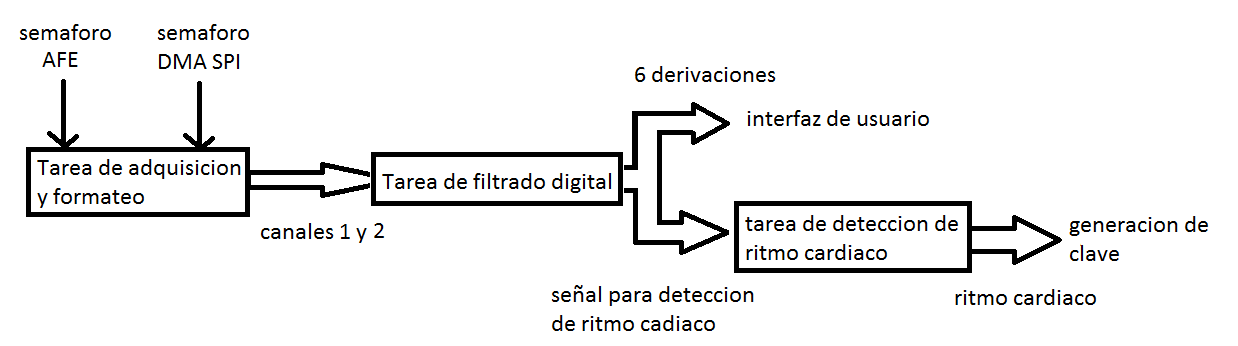 semaforo
AFE
semaforo
DMA SPI
Tarea de adquisicion
y formateo
canales 1 y 2
Tarea de filtrado digital
6 derivaciones
interfaz de usuario
señal para deteccion
de ritmo cadiaco
tarea de deteccion de
ritmo cardiaco
ritmo cardiaco
generacion de
clave